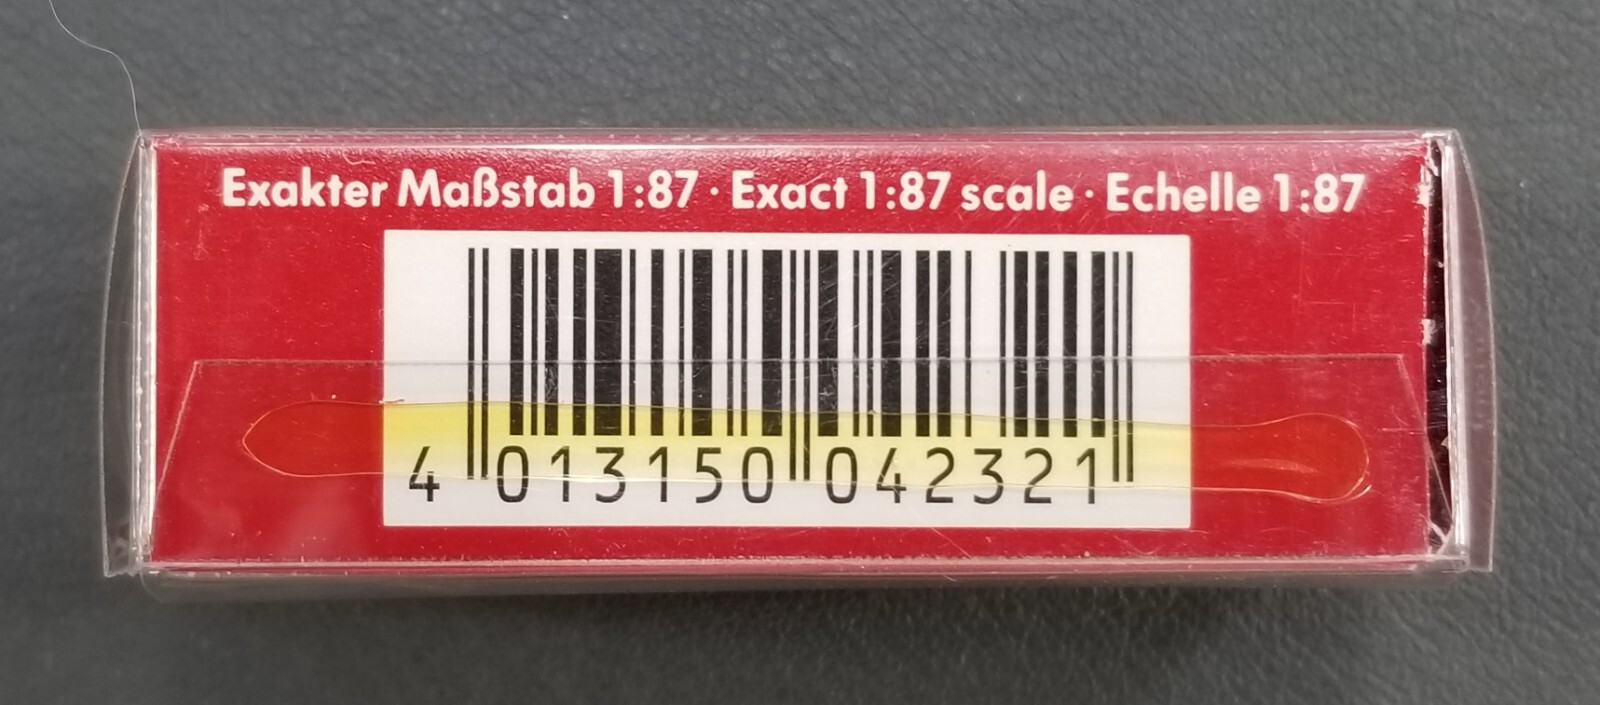 Exakter Maßstab 1:87 · Exact 1:87 scale · Echelle 1:87
4 013150 042321